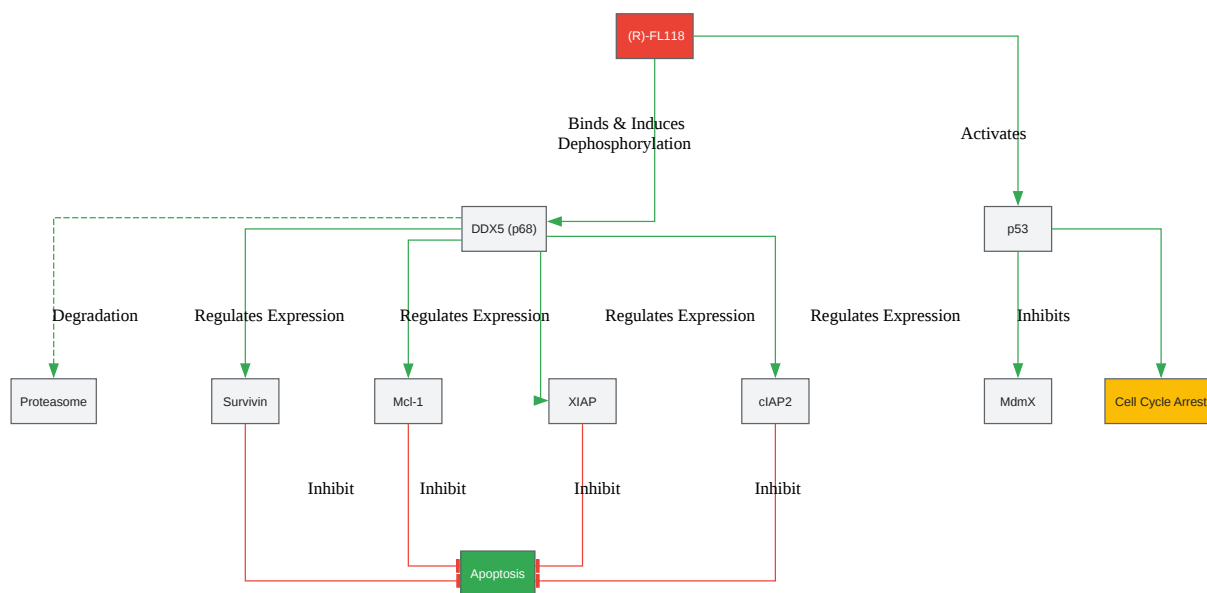 (R)-FL118
Binds & Induces
Dephosphorylation
Activates
DDX5 (p68)
p53
Degradation
Regulates Expression
Regulates Expression
Regulates Expression
Regulates Expression
Inhibits
Proteasome
Survivin
Mcl-1
XIAP
cIAP2
MdmX
Cell Cycle Arrest
Inhibit
Inhibit
Inhibit
Inhibit
Apoptosis